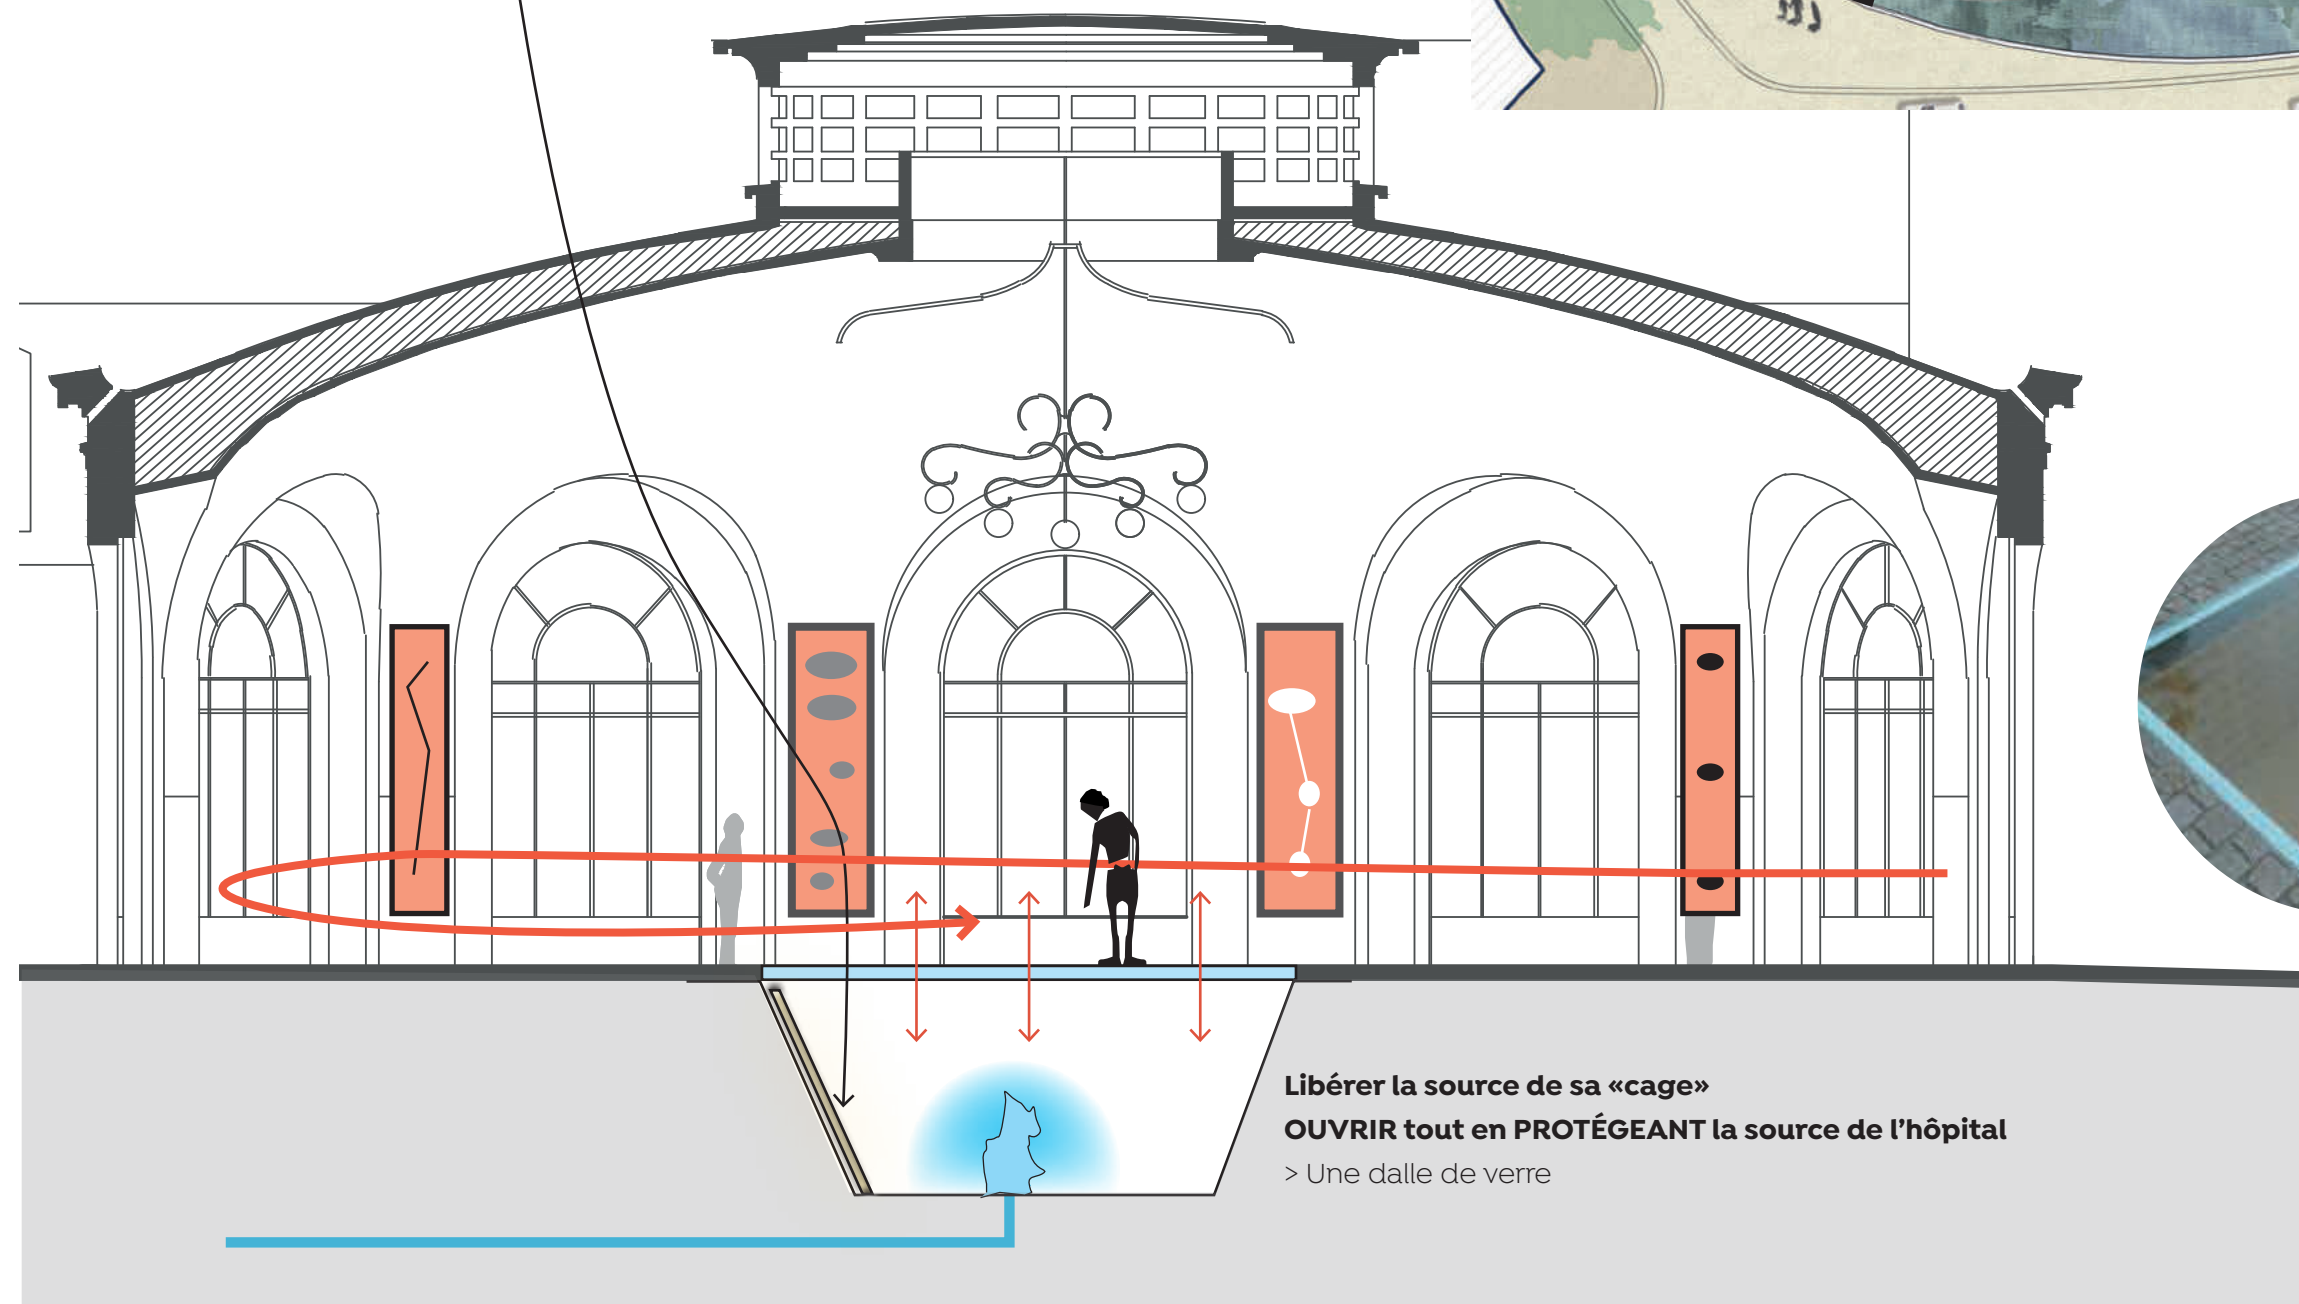 Libérer la source de sa «cage»
OUVRIR tout en PROTÉGEANT la source de l’hôpital
> Une dalle de verre